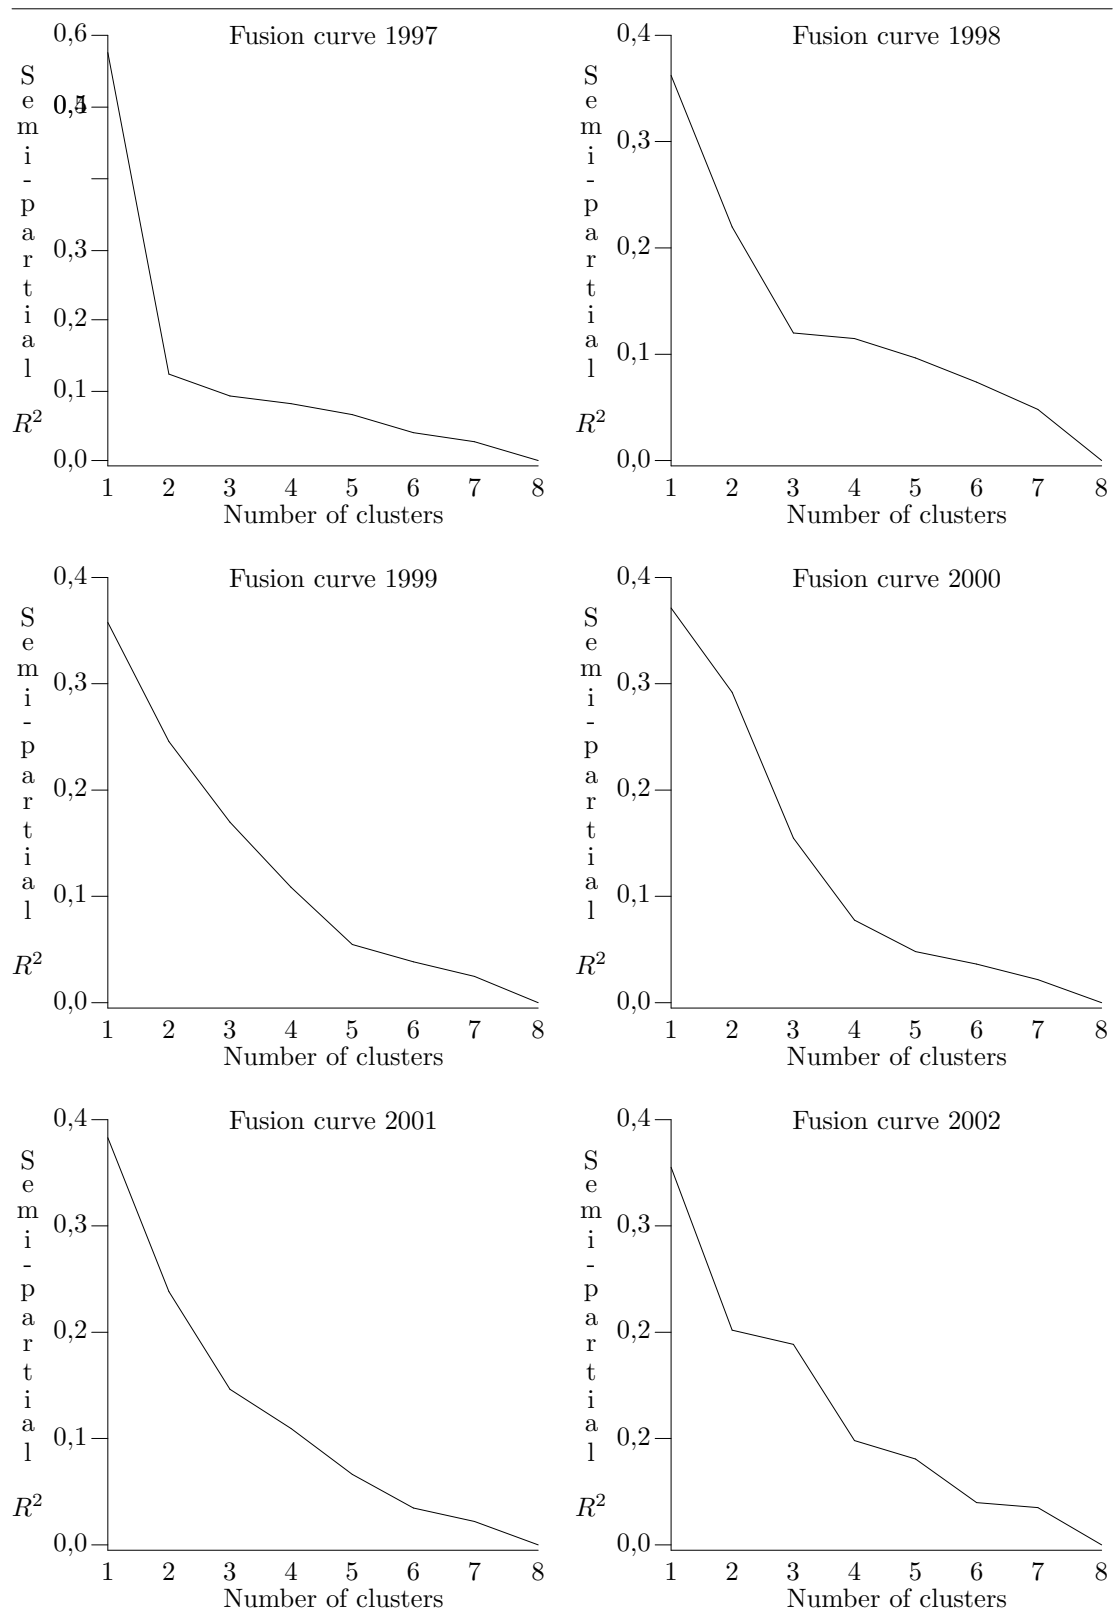 Fusion curve 1997
Semi-partial R²
0,6
0,3
0,2
0,1
0,0
1 2 3 4 5 6 7 8
Number of clusters
Fusion curve 1998
Semi-partial R²
0,4
0,3
0,2
0,1
0,0
1 2 3 4 5 6 7 8
Number of clusters
Fusion curve 1999
Semi-partial R²
0,4
0,3
0,2
0,1
0,0
1 2 3 4 5 6 7 8
Number of clusters
Fusion curve 2000
Semi-partial R²
0,4
0,3
0,2
0,1
0,0
1 2 3 4 5 6 7 8
Number of clusters
Fusion curve 2001
Semi-partial R²
0,4
0,3
0,2
0,1
0,0
1 2 3 4 5 6 7 8
Number of clusters
Fusion curve 2002
Semi-partial R²
0,4
0,3
0,2
0,2
0,0
1 2 3 4 5 6 7 8
Number of clusters